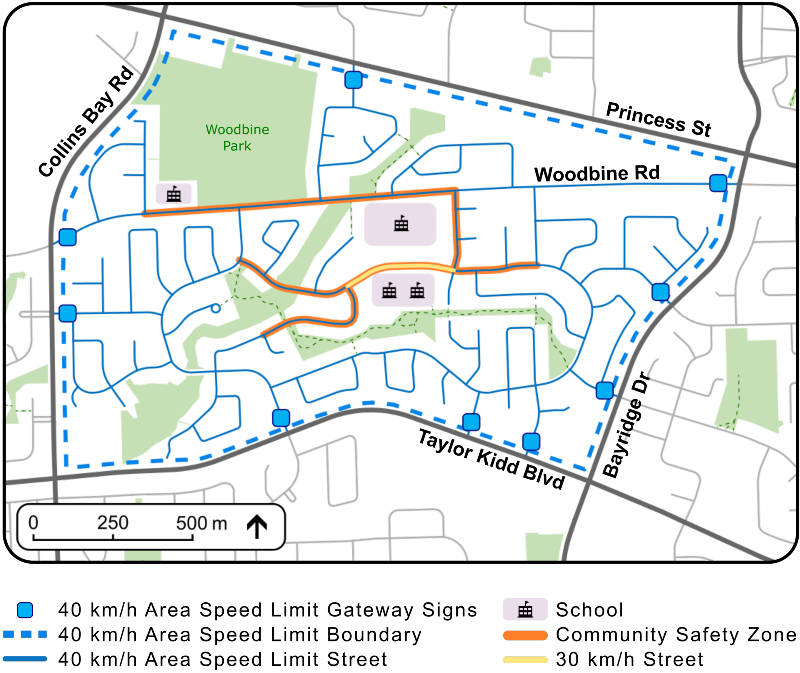 Collins Bay Rd
Princess St
Woodbine
Park
Woodbine Rd
Bayridge Dr
Taylor Kidd Blvd
0 250 500 m
40 km/h Area Speed Limit Gateway Signs
40 km/h Area Speed Limit Boundary
40 km/h Area Speed Limit Street
School
Community Safety Zone
30 km/h Street